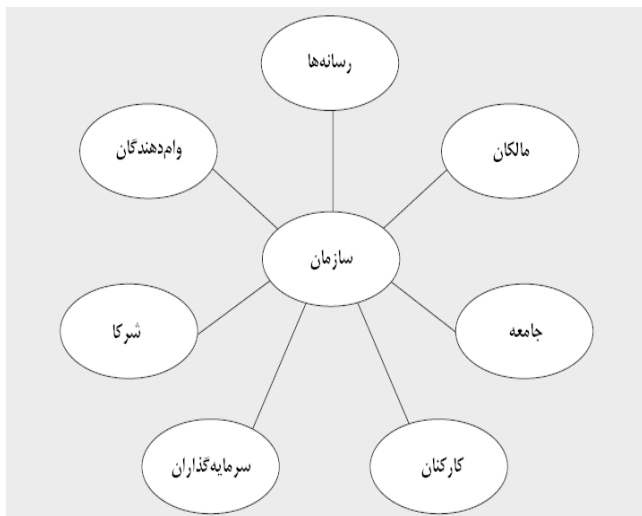 رسانه‌ها
مالکان
وام‌دهندگان
سازمان
جامعه
شرکا
کارکنان
سرمایه‌گذاران